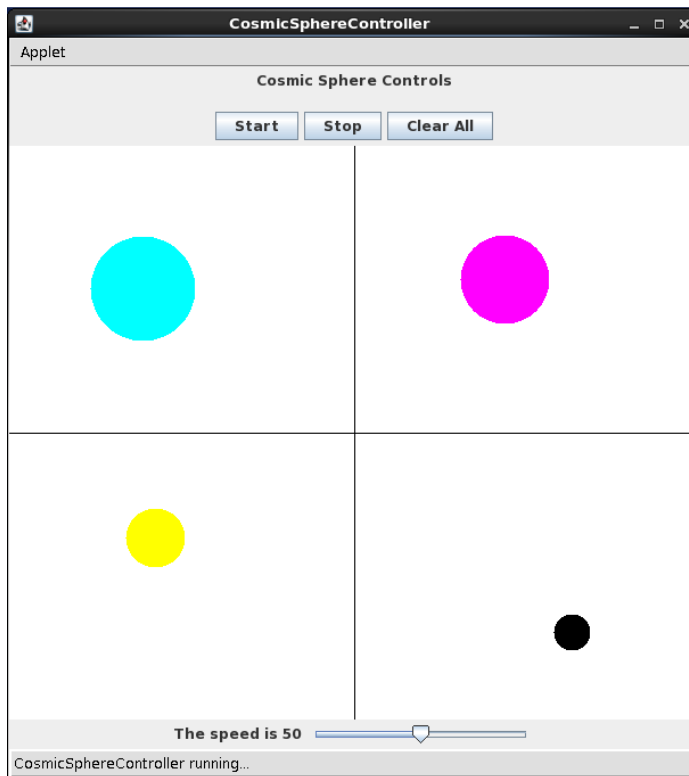 CosmicSphereController
Applet
Cosmic Sphere Controls
Start Stop Clear All
The speed is 50
CosmicSphereController running...